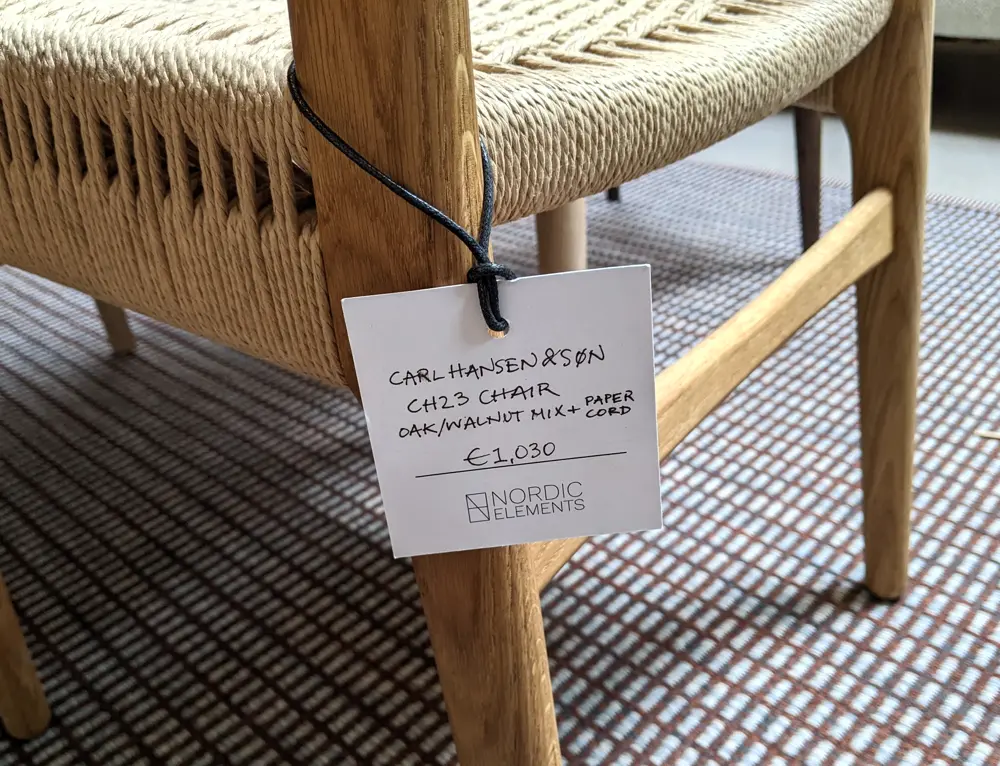 CARL HANSEN & SØN
CH23 CHAIR
OAK/WALNUT MIX + PAPER CORD
€1,030
NORDIC
ELEMENTS